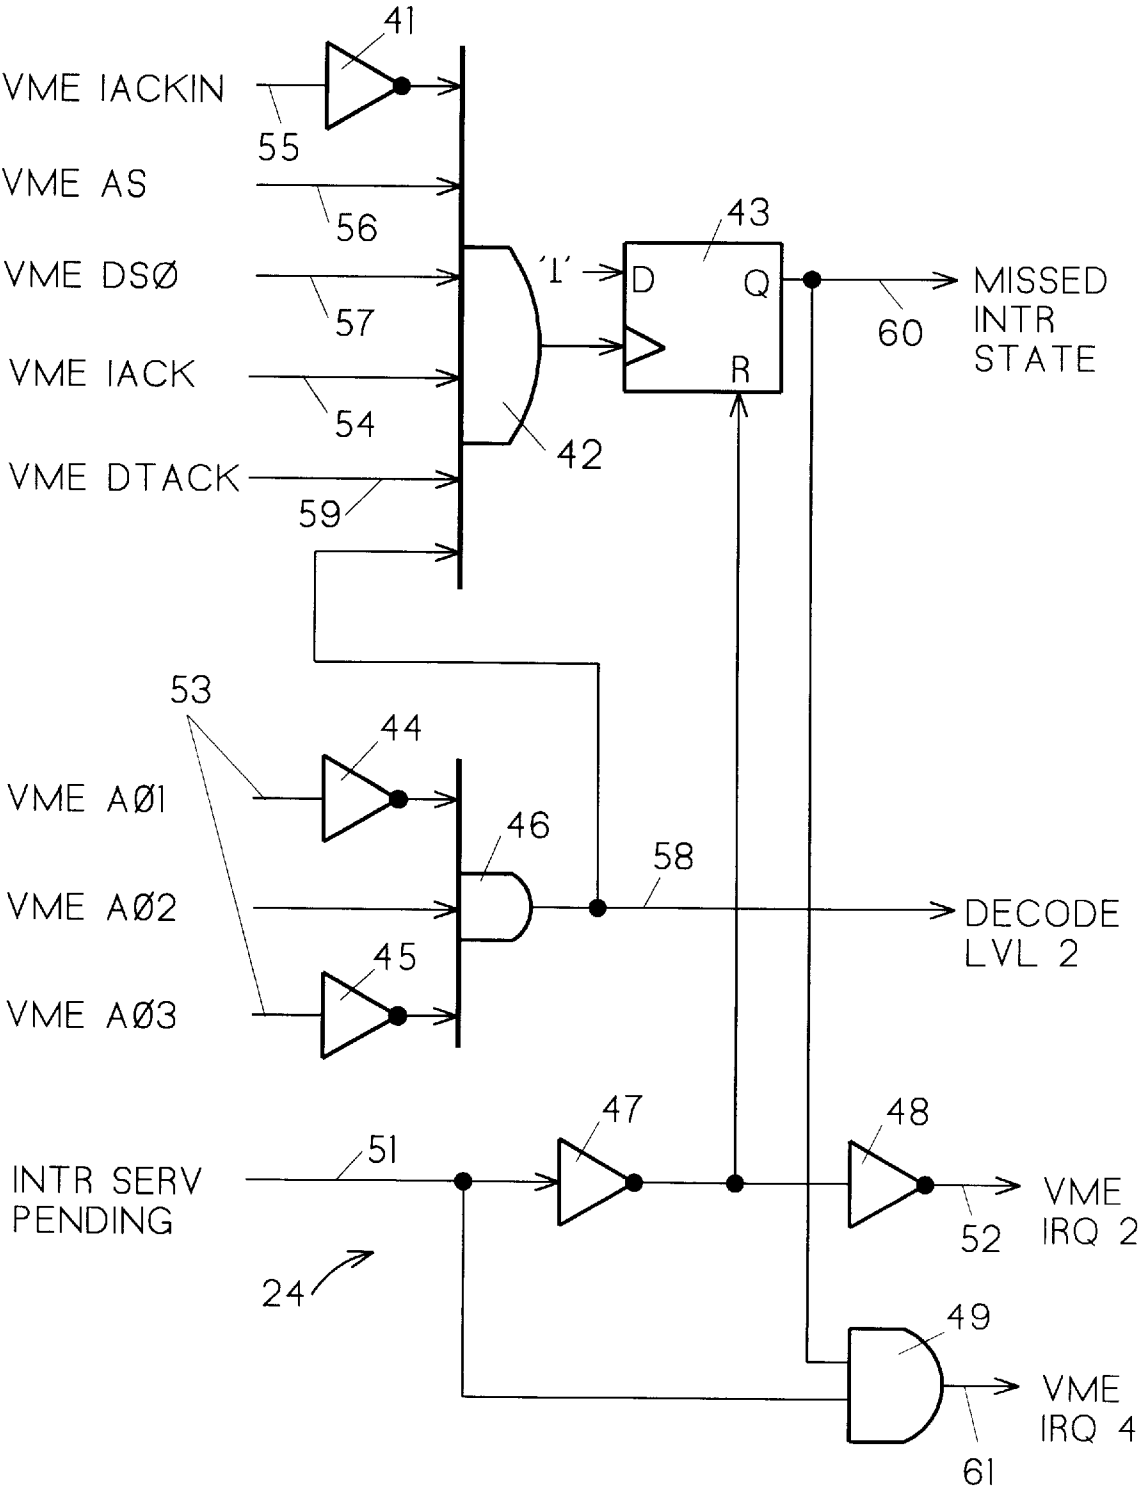 41
VME IACKIN
55
VME AS
56
43
VME DSØ
57
'1'
D
Q
MISSED
INTR
STATE
60
VME IACK
54
R
42
VME DTACK
59
53
44
VME AØ1
46
58
VME AØ2
DECODE
LVL 2
45
VME AØ3
47
48
51
INTR SERV
PENDING
VME
IRQ 2
52
24
49
VME
IRQ 4
61